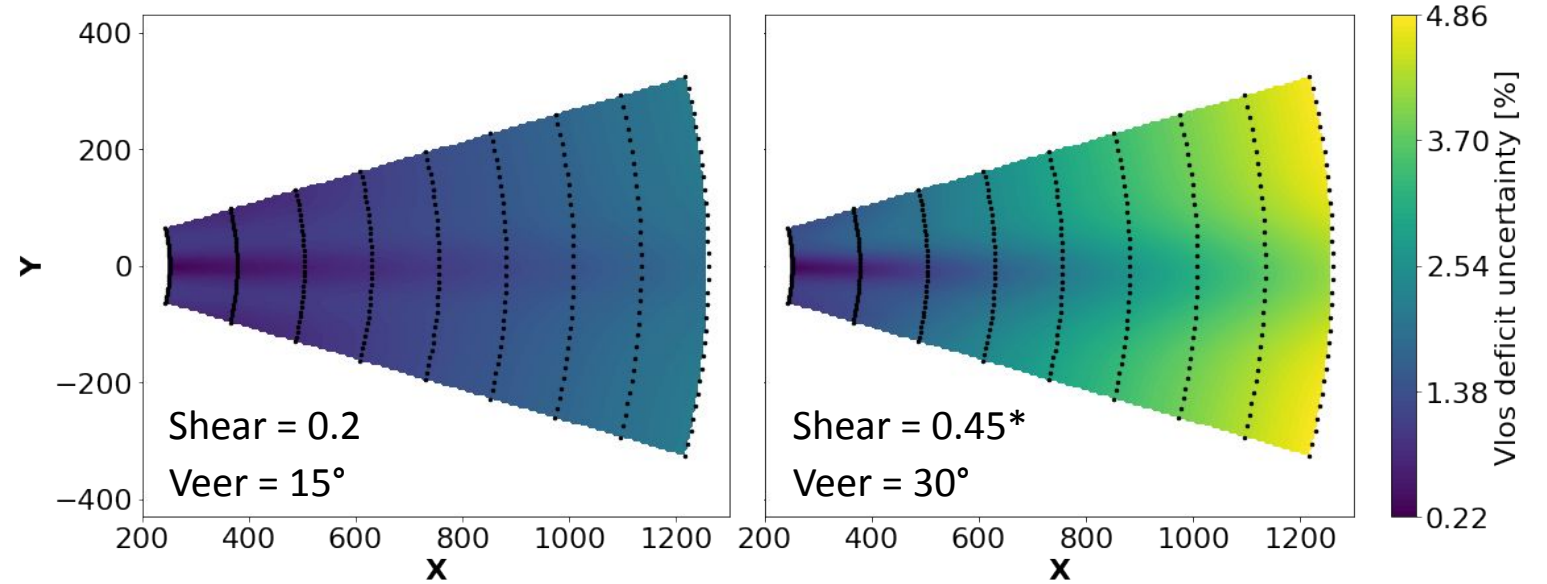 400
200
0
−200
−400
Y
Shear = 0.2
Veer = 15°
200 400 600 800 1000 1200
X
Shear = 0.45*
Veer = 30°
200 400 600 800 1000 1200
X
4.86
3.70
2.54
1.38
0.22
Vlos deficit uncertainty [%]